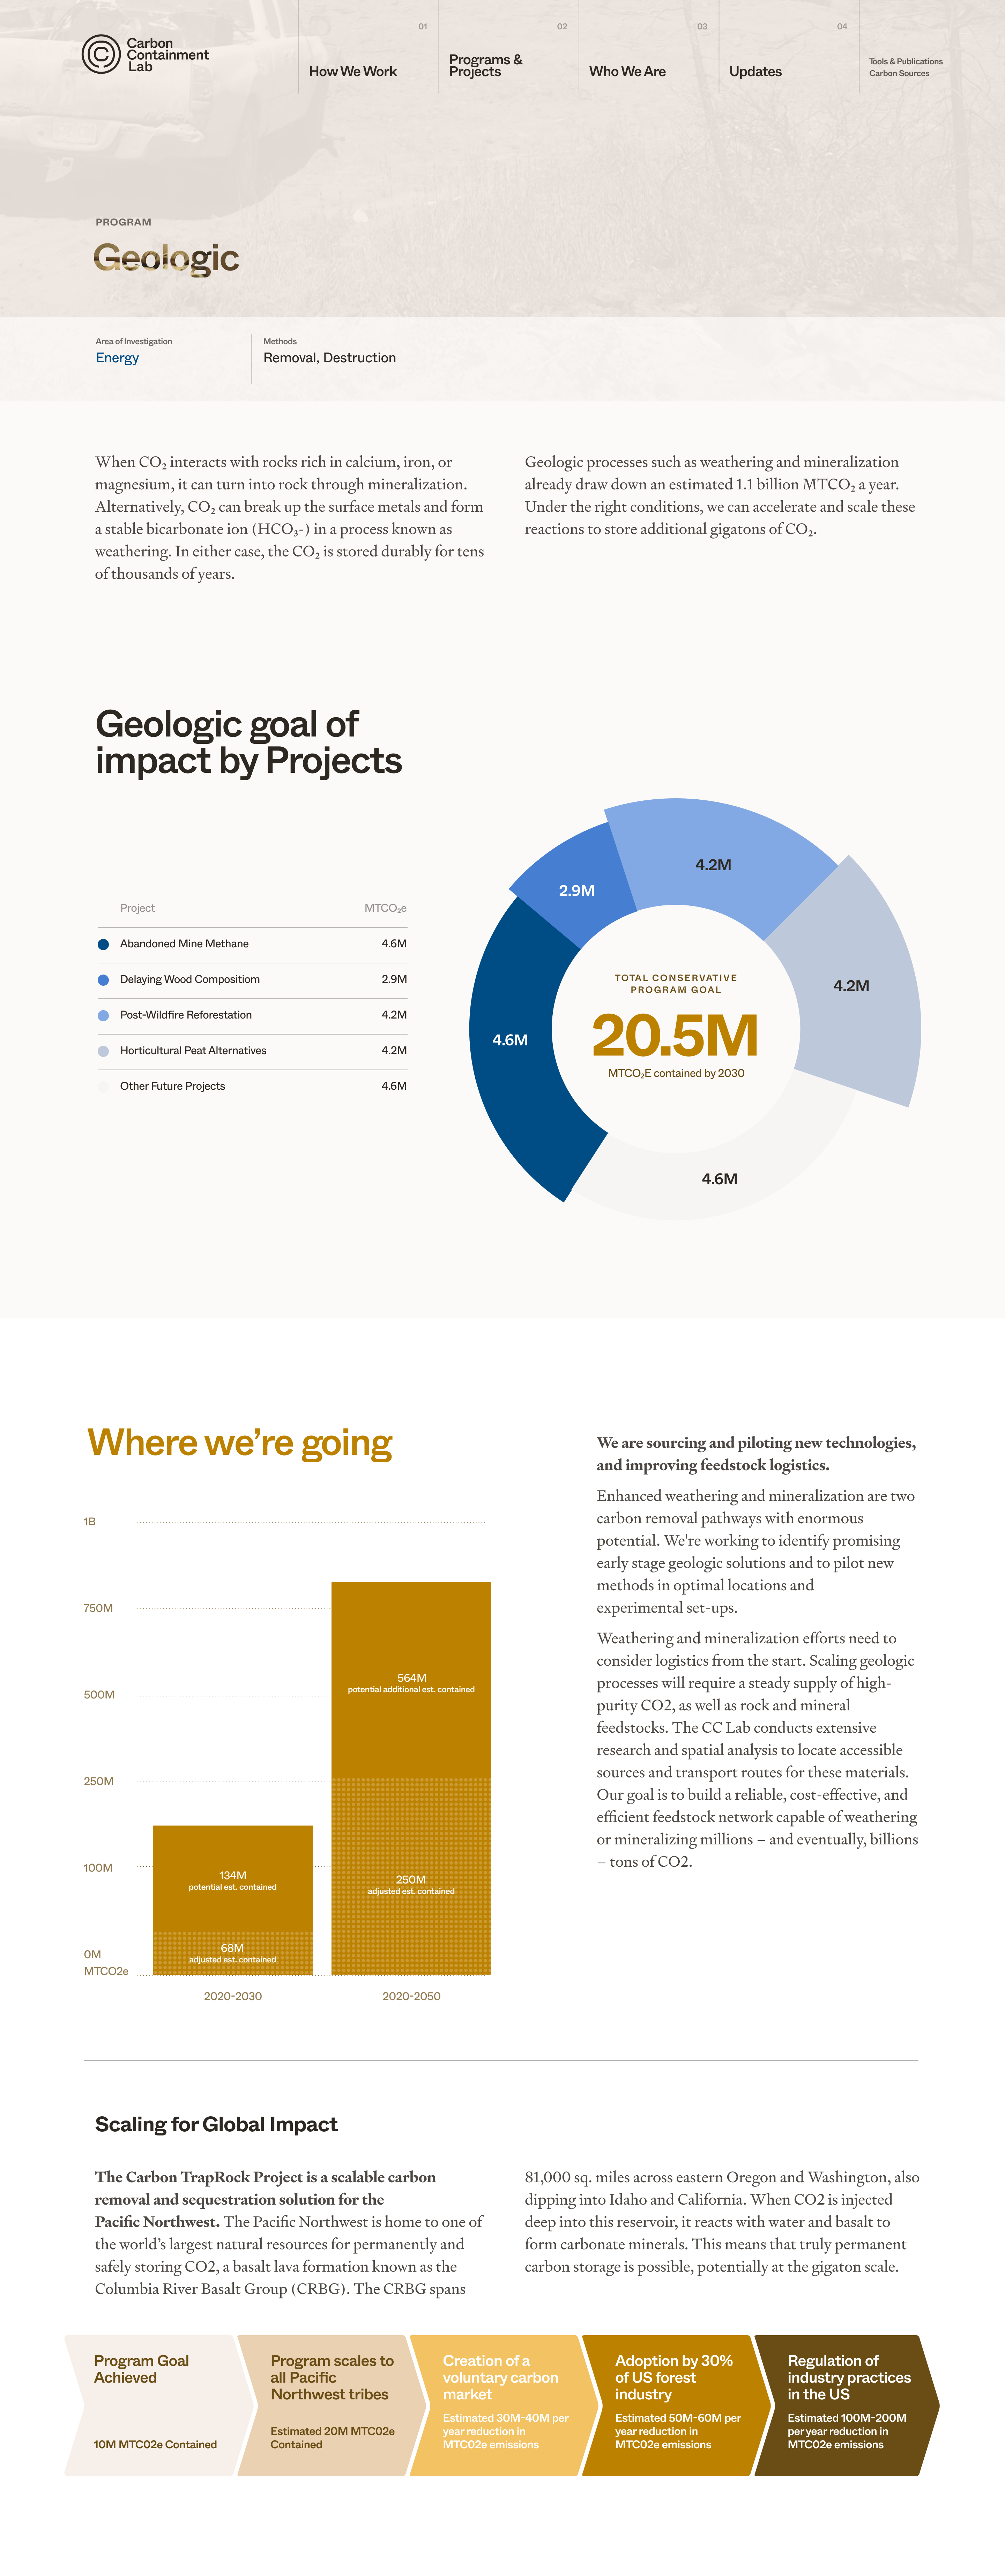 Carbon
Containment
Lab
01
How We Work
02
Programs &
Projects
03
Who We Are
04
Updates
Tools & Publications
Carbon Sources
PROGRAM
Geologic
Area of Investigation
Energy
Methods
Removal, Destruction
When CO₂ interacts with rocks rich in calcium, iron, or
magnesium, it can turn into rock through mineralization.
Alternatively, CO₂ can break up the surface metals and form
a stable bicarbonate ion (HCO₃-) in a process known as
weathering. In either case, the CO₂ is stored durably for tens
of thousands of years.
Geologic processes such as weathering and mineralization
already draw down an estimated 1.1 billion MTCO₂ a year.
Under the right conditions, we can accelerate and scale these
reactions to store additional gigatons of CO₂.
Geologic goal of
impact by Projects
Project MTCO₂e
Abandoned Mine Methane 4.6M
Delaying Wood Compositiom 2.9M
Post-Wildfire Reforestation 4.2M
Horticultural Peat Alternatives 4.2M
Other Future Projects 4.6M
4.2M
2.9M
4.2M
4.6M
4.6M
TOTAL CONSERVATIVE
PROGRAM GOAL
20.5M
MTCO₂E contained by 2030
Where we're going
1B
750M
500M
250M
100M
0M
MTCO2e
564M
potential additional est. contained
250M
adjusted est. contained
134M
potential est. contained
68M
adjusted est. contained
2020-2030
2020-2050
We are sourcing and piloting new technologies,
and improving feedstock logistics.
Enhanced weathering and mineralization are two
carbon removal pathways with enormous
potential. We're working to identify promising
early stage geologic solutions and to pilot new
methods in optimal locations and
experimental set-ups.
Weathering and mineralization efforts need to
consider logistics from the start. Scaling geologic
processes will require a steady supply of high-
purity CO2, as well as rock and mineral
feedstocks. The CC Lab conducts extensive
research and spatial analysis to locate accessible
sources and transport routes for these materials.
Our goal is to build a reliable, cost-effective, and
efficient feedstock network capable of weathering
or mineralizing millions – and eventually, billions
– tons of CO2.
Scaling for Global Impact
The Carbon TrapRock Project is a scalable carbon
removal and sequestration solution for the
Pacific Northwest. The Pacific Northwest is home to one of
the world's largest natural resources for permanently and
safely storing CO2, a basalt lava formation known as the
Columbia River Basalt Group (CRBG). The CRBG spans
81,000 sq. miles across eastern Oregon and Washington, also
dipping into Idaho and California. When CO2 is injected
deep into this reservoir, it reacts with water and basalt to
form carbonate minerals. This means that truly permanent
carbon storage is possible, potentially at the gigaton scale.
Program Goal
Achieved
10M MTC02e Contained
Program scales to
all Pacific
Northwest tribes
Estimated 20M MTC02e
Contained
Creation of a
voluntary carbon
market
Estimated 30M-40M per
year reduction in
MTC02e emissions
Adoption by 30%
of US forest
industry
Estimated 50M-60M per
year reduction in
MTC02e emissions
Regulation of
industry practices
in the US
Estimated 100M-200M
per year reduction in
MTC02e emissions